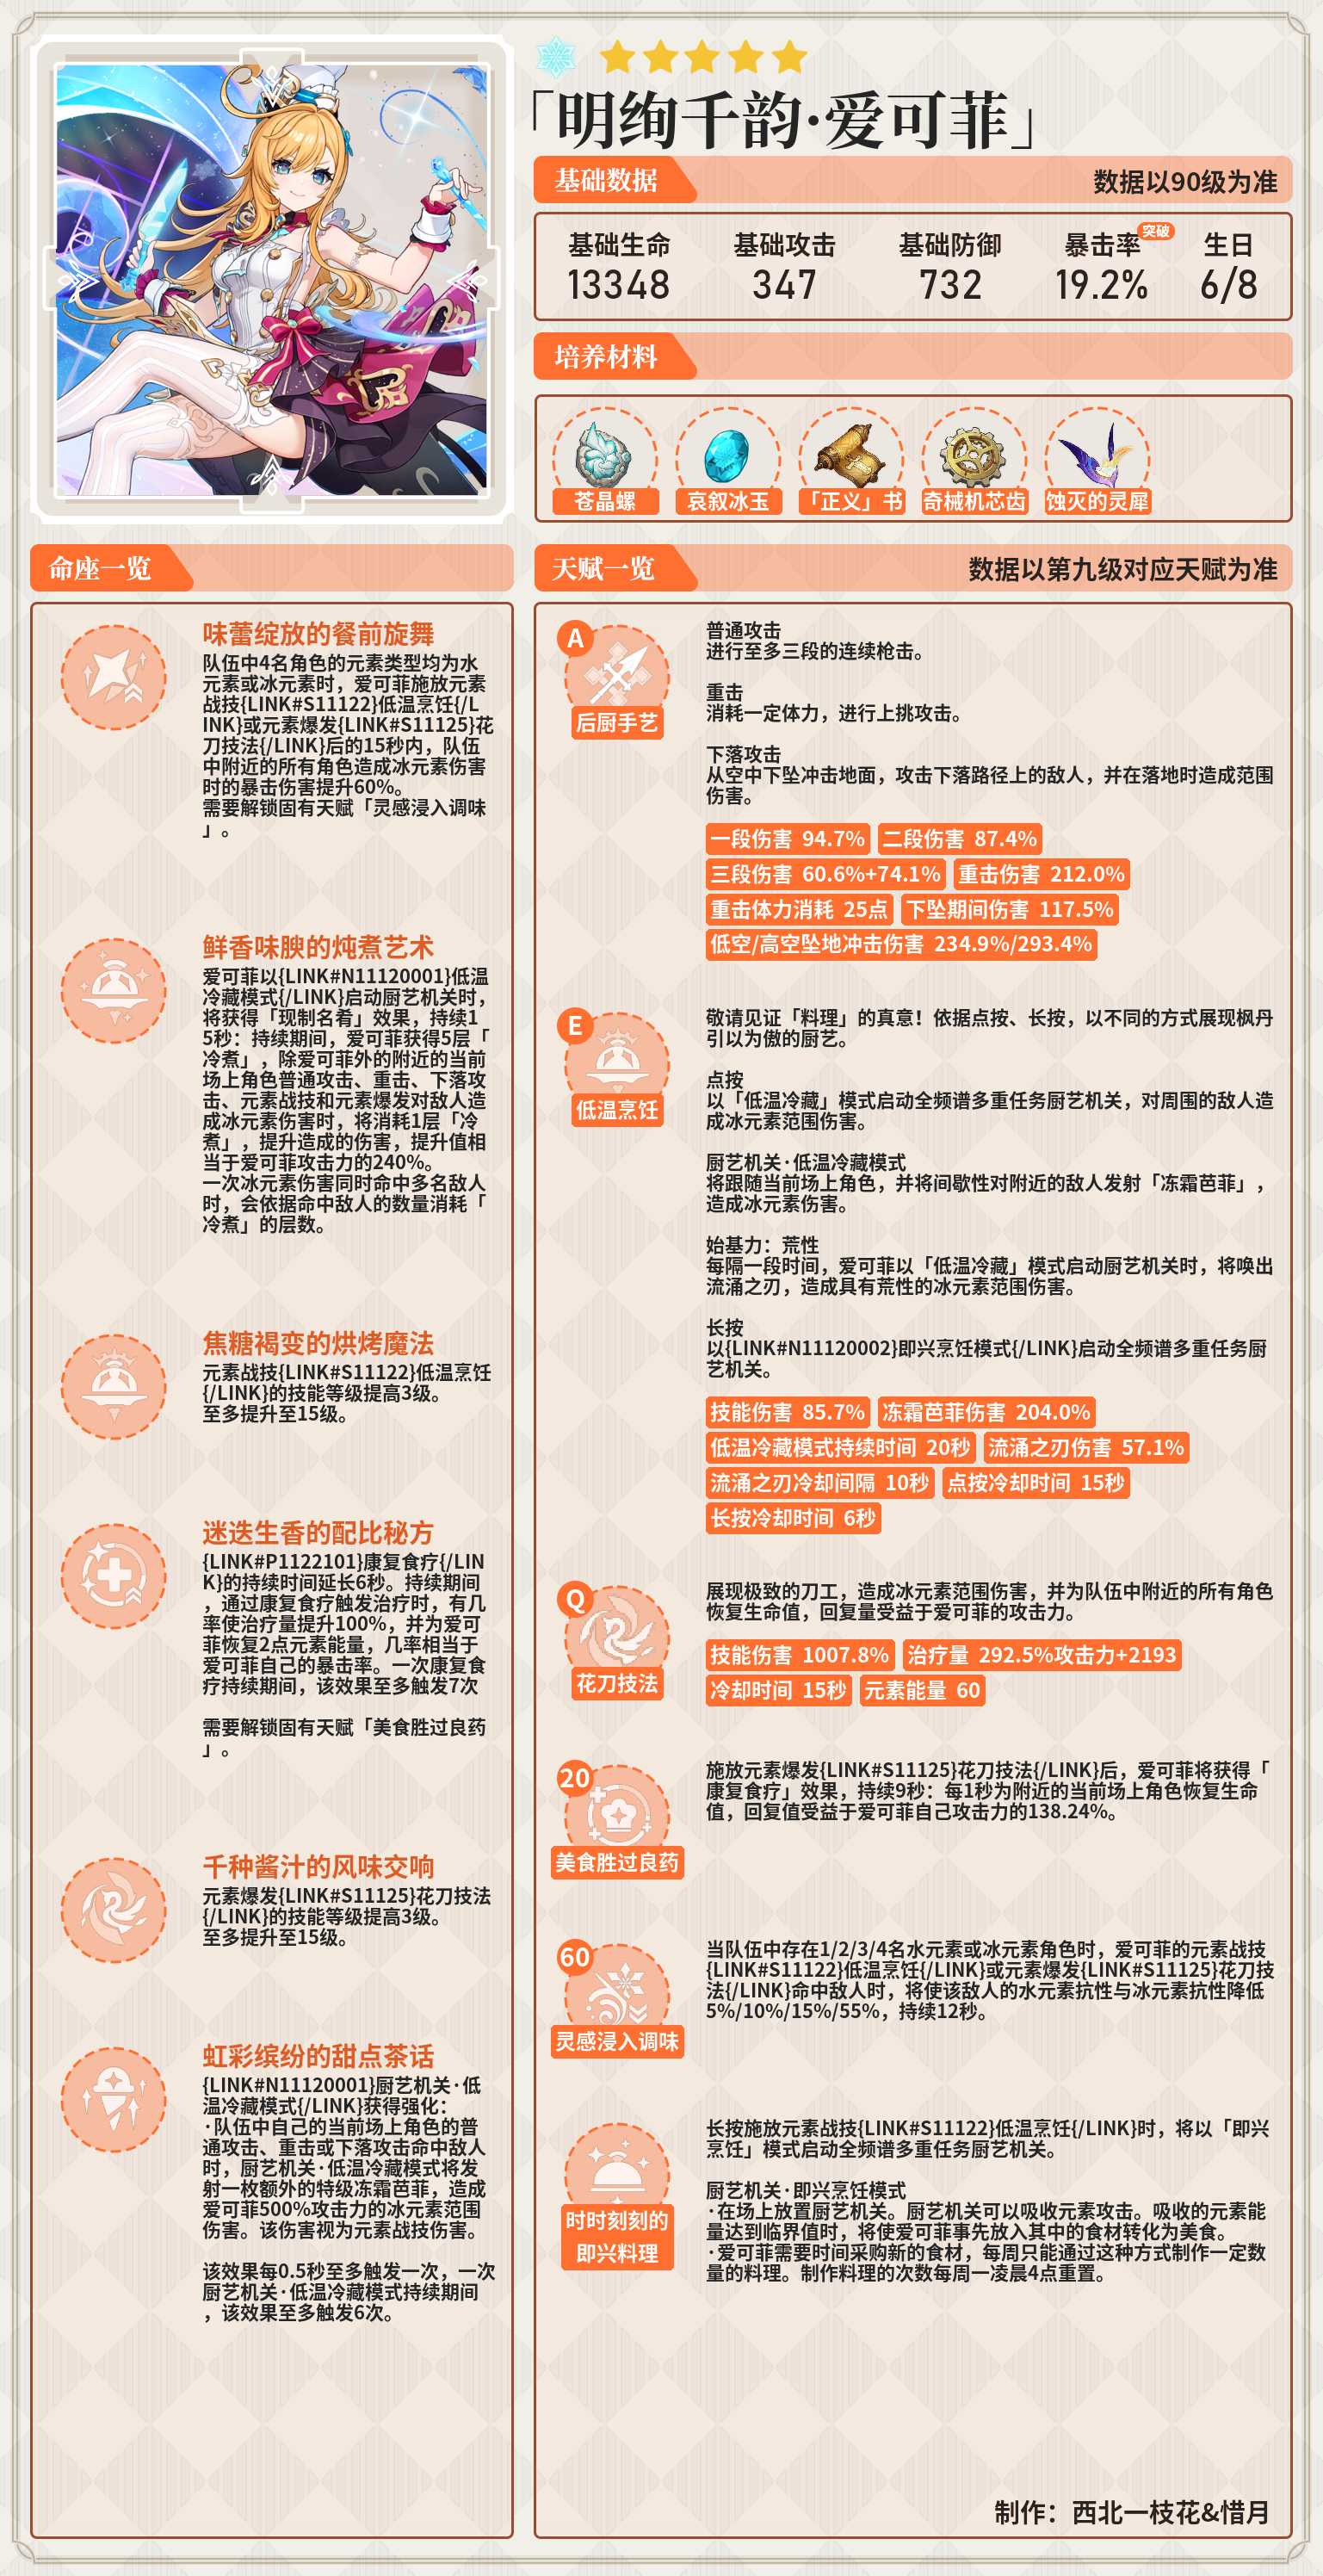 「明绚千韵·爱可菲」
基础数据
数据以90级为准
基础生命
13348
基础攻击
347
基础防御
732
暴击率
突破
19.2%
生日
6/8
培养材料
苍晶螺
哀叙冰玉
「正义」书
奇械机芯齿
蚀灭的灵犀
命座一览
味蕾绽放的餐前旋舞
队伍中4名角色的元素类型均为水
元素或冰元素时，爱可菲施放元素
战技{LINK#S11122}低温烹饪{/L
INK}或元素爆发{LINK#S11125}花
刀技法{/LINK}后的15秒内，队伍
中附近的所有角色造成冰元素伤害
时的暴击伤害提升60%。
需要解锁固有天赋「灵感浸入调味
」。
鲜香味腴的炖煮艺术
爱可菲以{LINK#N11120001}低温
冷藏模式{/LINK}启动厨艺机关时，
将获得「现制名肴」效果，持续1
5秒：持续期间，爱可菲获得5层「
冷煮」，除爱可菲外的附近的当前
场上角色普通攻击、重击、下落攻
击、元素战技和元素爆发对敌人造
成冰元素伤害时，将消耗1层「冷
煮」，提升造成的伤害，提升值相
当于爱可菲攻击力的240%。
一次冰元素伤害同时命中多名敌人
时，会依据命中敌人的数量消耗「
冷煮」的层数。
焦糖褐变的烘烤魔法
元素战技{LINK#S11122}低温烹饪
{/LINK}的技能等级提高3级。
至多提升至15级。
迷迭生香的配比秘方
{LINK#P1122101}康复食疗{/LIN
K}的持续时间延长6秒。持续期间
，通过康复食疗触发治疗时，有几
率使治疗量提升100%，并为爱可
菲恢复2点元素能量，几率相当于
爱可菲自己的暴击率。一次康复食
疗持续期间，该效果至多触发7次
需要解锁固有天赋「美食胜过良药
」。
千种酱汁的风味交响
元素爆发{LINK#S11125}花刀技法
{/LINK}的技能等级提高3级。
至多提升至15级。
虹彩缤纷的甜点茶话
{LINK#N11120001}厨艺机关·低
温冷藏模式{/LINK}获得强化：
·队伍中自己的当前场上角色的普
通攻击、重击或下落攻击命中敌人
时，厨艺机关·低温冷藏模式将发
射一枚额外的特级冻霜芭菲，造成
爱可菲500%攻击力的冰元素范围
伤害。该伤害视为元素战技伤害。
该效果每0.5秒至多触发一次，一次
厨艺机关·低温冷藏模式持续期间
，该效果至多触发6次。
天赋一览
数据以第九级对应天赋为准
A
后厨手艺
普通攻击
进行至多三段的连续枪击。
重击
消耗一定体力，进行上挑攻击。
下落攻击
从空中下坠冲击地面，攻击下落路径上的敌人，并在落地时造成范围
伤害。
一段伤害 94.7% 二段伤害 87.4%
三段伤害 60.6%+74.1% 重击伤害 212.0%
重击体力消耗 25点 下坠期间伤害 117.5%
低空/高空坠地冲击伤害 234.9%/293.4%
E
低温烹饪
敬请见证「料理」的真意！依据点按、长按，以不同的方式展现枫丹
引以为傲的厨艺。
点按
以「低温冷藏」模式启动全频谱多重任务厨艺机关，对周围的敌人造
成冰元素范围伤害。
厨艺机关·低温冷藏模式
将跟随当前场上角色，并将间歇性对附近的敌人发射「冻霜芭菲」，
造成冰元素伤害。
始基力：荒性
每隔一段时间，爱可菲以「低温冷藏」模式启动厨艺机关时，将唤出
流涌之刃，造成具有荒性的冰元素范围伤害。
长按
以{LINK#N11120002}即兴烹饪模式{/LINK}启动全频谱多重任务厨
艺机关。
技能伤害 85.7% 冻霜芭菲伤害 204.0%
低温冷藏模式持续时间 20秒 流涌之刃伤害 57.1%
流涌之刃冷却间隔 10秒 点按冷却时间 15秒
长按冷却时间 6秒
Q
花刀技法
展现极致的刀工，造成冰元素范围伤害，并为队伍中附近的所有角色
恢复生命值，回复量受益于爱可菲的攻击力。
技能伤害 1007.8% 治疗量 292.5%攻击力+2193
冷却时间 15秒 元素能量 60
20
美食胜过良药
施放元素爆发{LINK#S11125}花刀技法{/LINK}后，爱可菲将获得「
康复食疗」效果，持续9秒：每1秒为附近的当前场上角色恢复生命
值，回复值受益于爱可菲自己攻击力的138.24%。
60
灵感浸入调味
当队伍中存在1/2/3/4名水元素或冰元素角色时，爱可菲的元素战技
{LINK#S11122}低温烹饪{/LINK}或元素爆发{LINK#S11125}花刀技
法{/LINK}命中敌人时，将使该敌人的水元素抗性与冰元素抗性降低
5%/10%/15%/55%，持续12秒。
时时刻刻的
即兴料理
长按施放元素战技{LINK#S11122}低温烹饪{/LINK}时，将以「即兴
烹饪」模式启动全频谱多重任务厨艺机关。
厨艺机关·即兴烹饪模式
·在场上放置厨艺机关。厨艺机关可以吸收元素攻击。吸收的元素能
量达到临界值时，将使爱可菲事先放入其中的食材转化为美食。
·爱可菲需要时间采购新的食材，每周只能通过这种方式制作一定数
量的料理。制作料理的次数每周一凌晨4点重置。
制作：西北一枝花&惜月